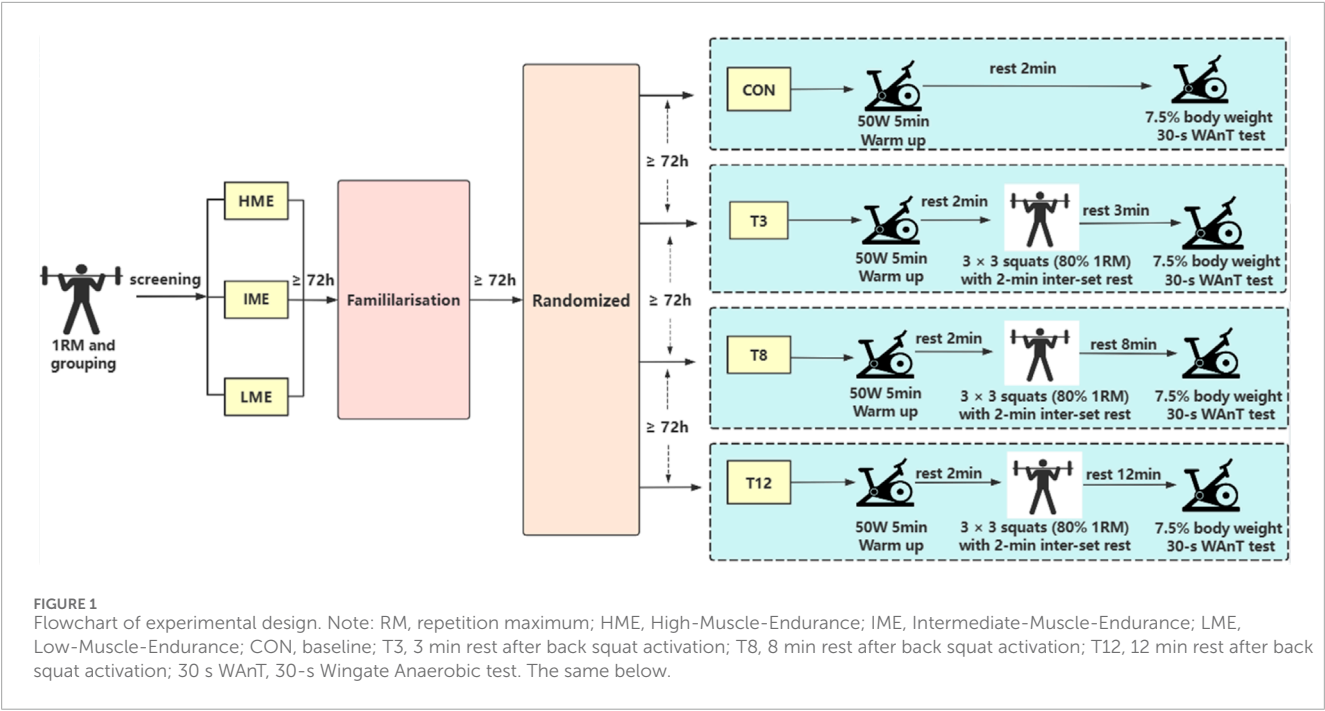 1RM and
grouping
screening
HME
IME
LME
≥ 72h
Famililarisation
≥ 72h
Randomized
≥ 72h
≥ 72h
≥ 72h
CON
50W 5min
Warm up
rest 2min
7.5% body weight
30-s WAnT test
T3
50W 5min
Warm up
rest 2min
3 × 3 squats (80% 1RM)
with 2-min inter-set rest
rest 3min
7.5% body weight
30-s WAnT test
T8
50W 5min
Warm up
rest 2min
3 × 3 squats (80% 1RM)
with 2-min inter-set rest
rest 8min
7.5% body weight
30-s WAnT test
T12
50W 5min
Warm up
rest 2min
3 × 3 squats (80% 1RM)
with 2-min inter-set rest
rest 12min
7.5% body weight
30-s WAnT test
FIGURE 1
Flowchart of experimental design. Note: RM, repetition maximum; HME, High-Muscle-Endurance; IME, Intermediate-Muscle-Endurance; LME,
Low-Muscle-Endurance; CON, baseline; T3, 3 min rest after back squat activation; T8, 8 min rest after back squat activation; T12, 12 min rest after back
squat activation; 30 s WAnT, 30-s Wingate Anaerobic test. The same below.